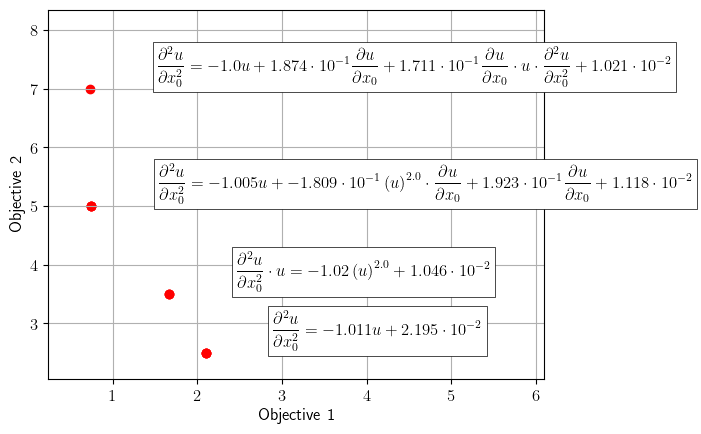 8
$\frac{\partial^2 u}{\partial x_0^2} = -1.0u + 1.874 \cdot 10^{-1} \frac{\partial u}{\partial x_0} + 1.711 \cdot 10^{-1} \frac{\partial u}{\partial x_0} \cdot u \cdot \frac{\partial^2 u}{\partial x_0^2} + 1.021 \cdot 10^{-2}$
7
6
$\frac{\partial^2 u}{\partial x_0^2} = -1.005u + -1.809 \cdot 10^{-1} (u)^{2.0} \cdot \frac{\partial u}{\partial x_0} + 1.923 \cdot 10^{-1} \frac{\partial u}{\partial x_0} + 1.118 \cdot 10^{-2}$
5
Objective 2
4
$\frac{\partial^2 u}{\partial x_0^2} \cdot u = -1.02 (u)^{2.0} + 1.046 \cdot 10^{-2}$
3
$\frac{\partial^2 u}{\partial x_0^2} = -1.011u + 2.195 \cdot 10^{-2}$
1 2 3 4 5 6
Objective 1